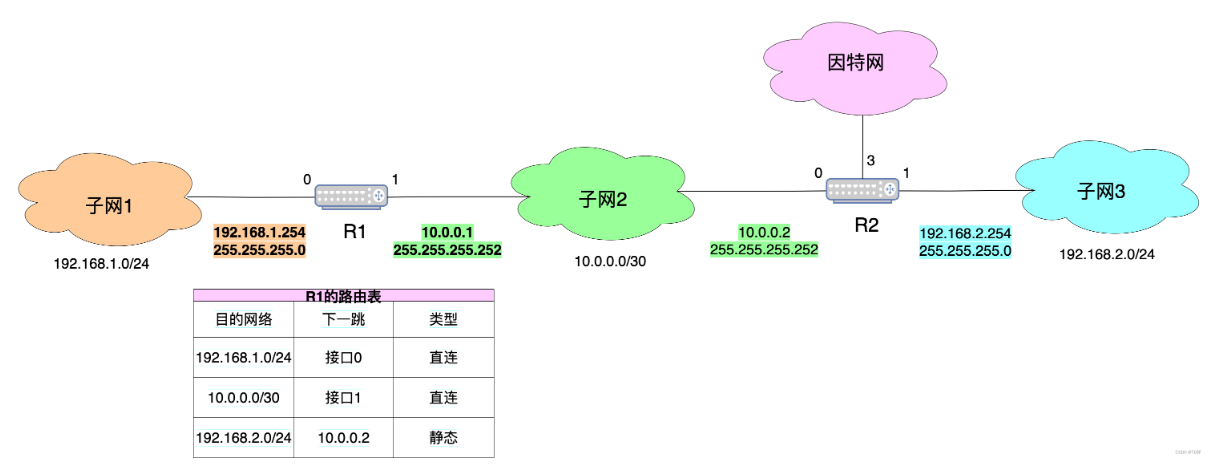 因特网
3
0
1
0
1
子网1
R1
子网2
R2
子网3
192.168.1.254
255.255.255.0
10.0.0.1
255.255.255.252
10.0.0.2
255.255.255.252
192.168.2.254
255.255.255.0
192.168.1.0/24
10.0.0.0/30
192.168.2.0/24
R1的路由表
目的网络 下一跳 类型
192.168.1.0/24 接口0 直连
10.0.0.0/30 接口1 直连
192.168.2.0/24 10.0.0.2 静态